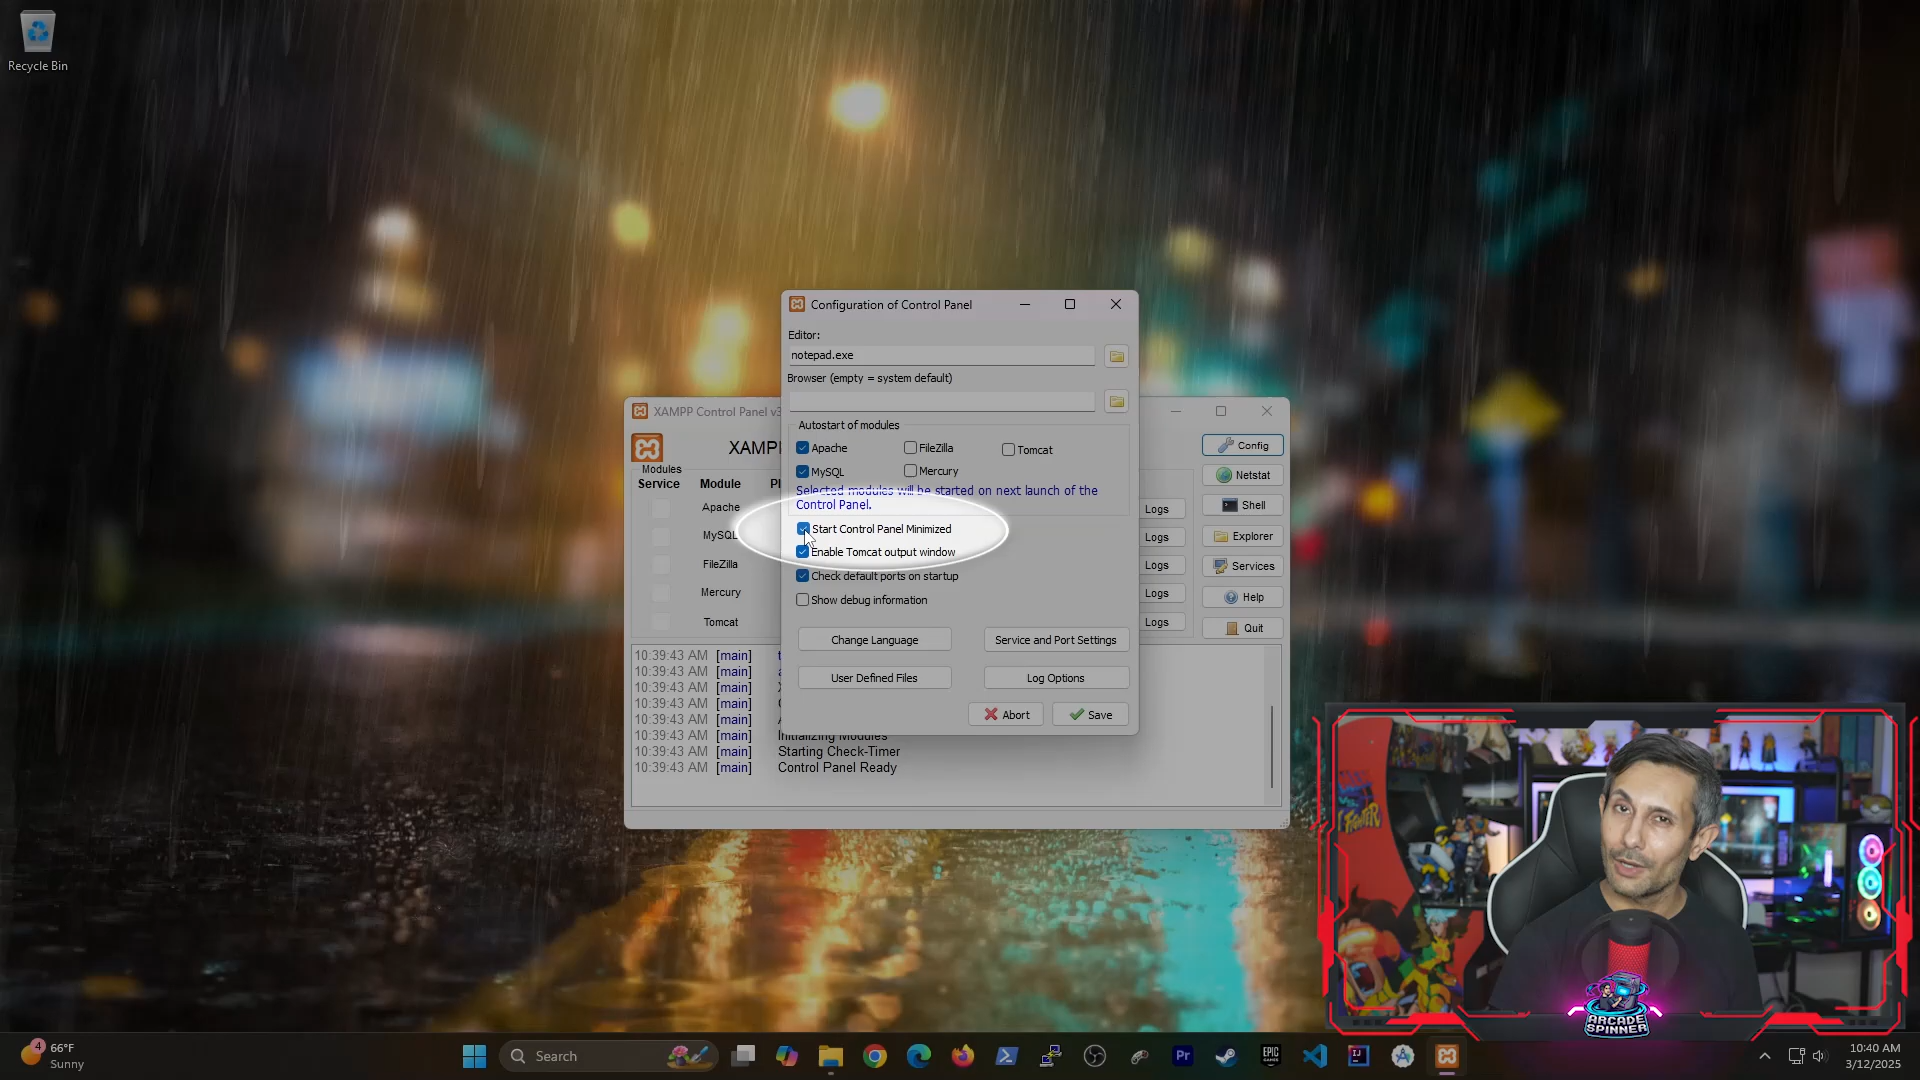 Recycle Bin
Configuration of Control Panel
Editor:
notepad.exe
Browser (empty = system default)
Autostart of modules
Apache
FileZilla
Tomcat
MySQL
Mercury
Selected modules will be started on next launch of the
Control Panel.
Start Control Panel Minimized
Enable Tomcat output window
Check default ports on startup
Show debug information
Change Language
Service and Port Settings
User Defined Files
Log Options
Abort
Save
XAMPP Control Panel
Modules
Service
Module
Apache
MySQL
FileZilla
Mercury
Tomcat
Logs
Logs
Logs
Logs
Logs
Config
Netstat
Shell
Explorer
Services
Help
Quit
10:39:43 AM [main]
10:39:43 AM [main]
10:39:43 AM [main]
10:39:43 AM [main]
10:39:43 AM [main]
10:39:43 AM [main] Initializing Modules
10:39:43 AM [main] Starting Check-Timer
10:39:43 AM [main] Control Panel Ready
ARCADE
SPINNER
4
66°F
Sunny
Search
Pr
EPIC
GAMES
IJ
10:40 AM
3/12/2025